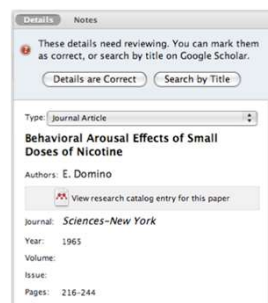 Details Notes
These details need reviewing. You can mark them
as correct, or search by title on Google Scholar.
Details are Correct Search by Title
Type: Journal Article
Behavioral Arousal Effects of Small
Doses of Nicotine
Authors: E. Domino
View research catalog entry for this paper
Journal: Sciences-New York
Year: 1965
Volume:
Issue:
Pages: 216-244